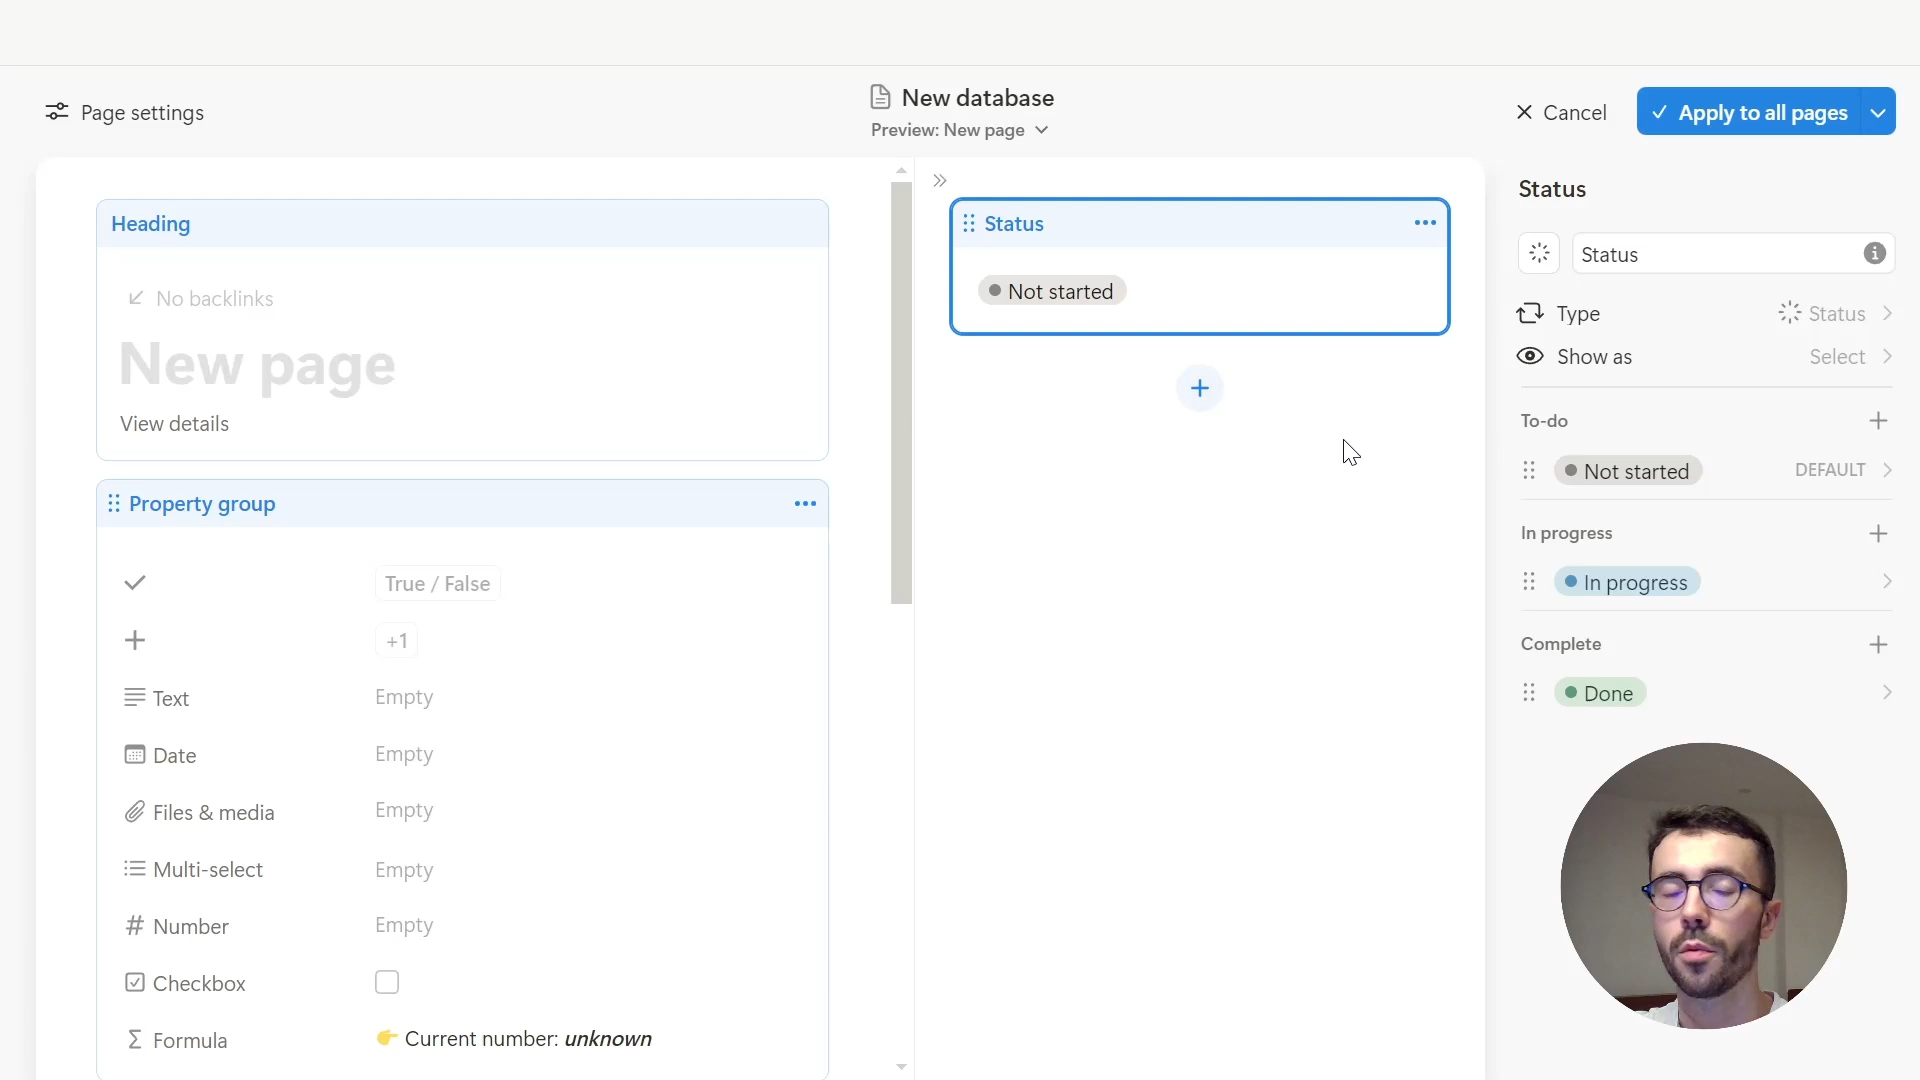 Page settings
New database
Preview: New page
Cancel
Apply to all pages
Heading
No backlinks
New page
View details
Property group
True / False
+1
Text
Empty
Date
Empty
Files & media
Empty
Multi-select
Empty
Number
Empty
Checkbox
Formula
👉 Current number: unknown
Status
Not started
Status
Status
Type
Status
Show as
Select
To-do
Not started
DEFAULT
In progress
In progress
Complete
Done